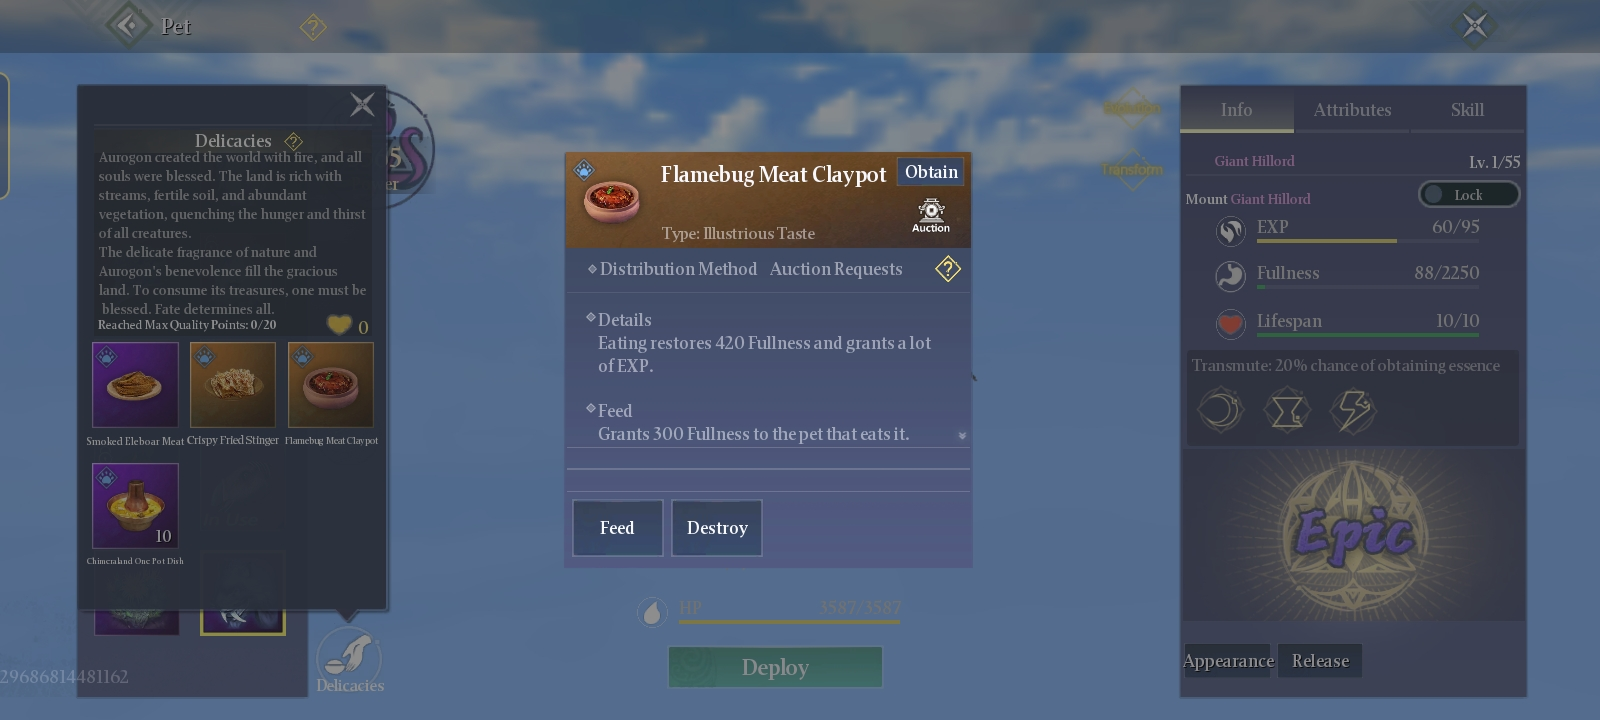 Pet
Delicacies
Aurogon created the world with fire, and all
souls were blessed. The land is rich with
streams, fertile soil, and abundant
vegetation, quenching the hunger and thirst
of all creatures.
The delicate fragrance of nature and
Aurogon's benevolence fill the gracious
land. To consume its treasures, one must be
blessed. Fate determines all.
Reached Max Quality Points: 0/20
0
Smoked Eleboar Meat
Crispy Fried Stinger
Flamebug Meat Claypot
10
Chimeraland One Pot Dish
29686814481162
Delicacies
Flamebug Meat Claypot
Obtain
Type: Illustrious Taste
Auction
Distribution Method Auction Requests
Details
Eating restores 420 Fullness and grants a lot
of EXP.
Feed
Grants 300 Fullness to the pet that eats it.
Feed
Destroy
HP
3587/3587
Deploy
Transform
Info
Attributes
Skill
Giant Hillord
Lv. 1/55
Mount Giant Hillord
Lock
EXP
60/95
Fullness
88/2250
Lifespan
10/10
Transmute: 20% chance of obtaining essence
Epic
Appearance
Release